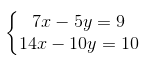 7x − 5y = 9
14x − 10y = 10